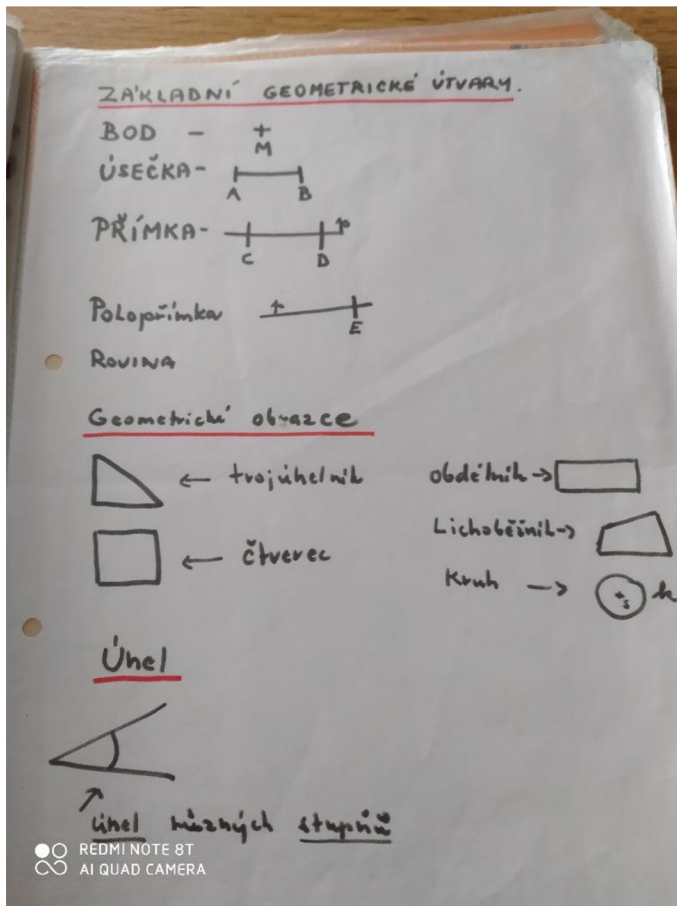 ZÁKLADNÍ GEOMETRICKÉ ÚTVARY.
BOD - +
M
ÚSEČKA-
A B
PŘÍMKA- p
C D
Polopřímka
E
ROVINA
Geometrické obrazce
← trojúhelník
obdélník →
← čtverec
Lichoběžník →
Kruh → s k
Úhel
úhel různých stupňů
REDMI NOTE 8T
AI QUAD CAMERA